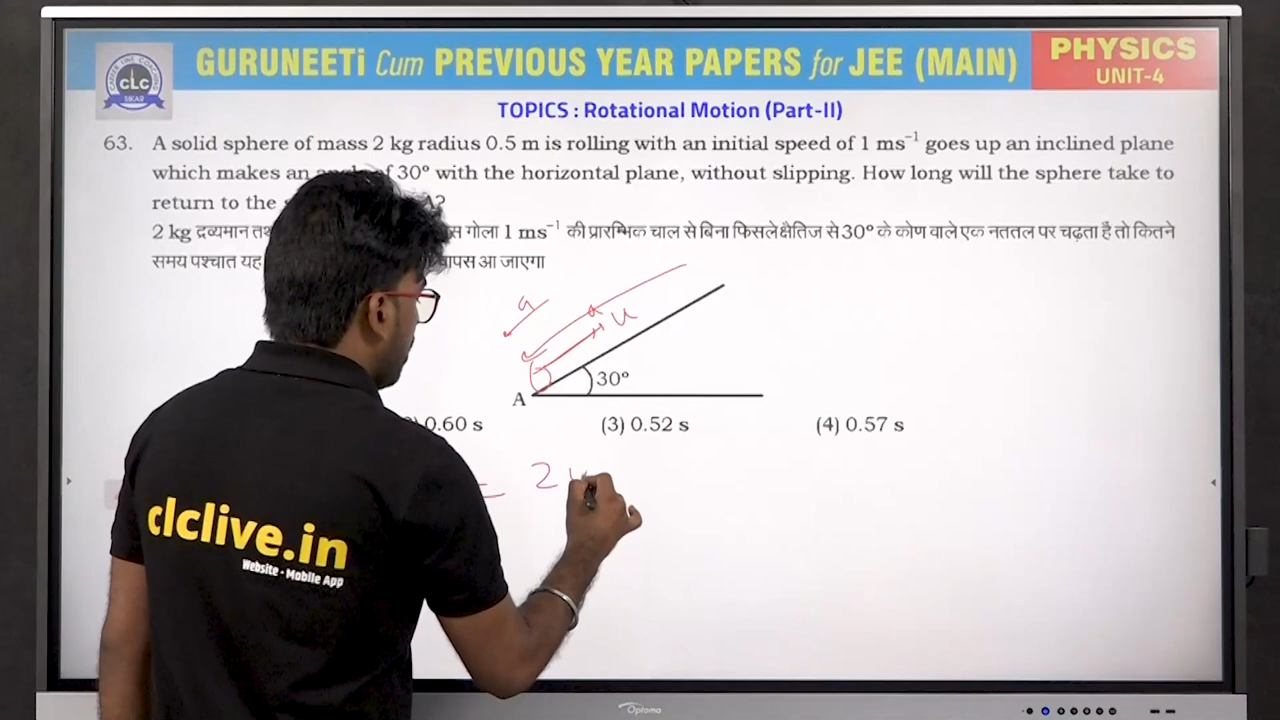 GURUNEETi Cum PREVIOUS YEAR PAPERS for JEE (MAIN)
PHYSICS
UNIT-4
CLC
SIKAR
TOPICS : Rotational Motion (Part-II)
63. A solid sphere of mass 2 kg radius 0.5 m is rolling with an initial speed of 1 ms⁻¹ goes up an inclined plane
which makes an of 30° with the horizontal plane, without slipping. How long will the sphere take to
return to the A?
2 kg द्रव्यमान गोला 1 ms⁻¹ की प्रारम्भिक चाल से बिना फिसले क्षैतिज से 30° के कोण वाले एक नततल पर चढ़ता है तो कितने
समय पश्चात यह वापस आ जाएगा
a
u
30°
A
0.60 s (3) 0.52 s (4) 0.57 s
= 2
clclive.in
Website - Mobile App
Optoma